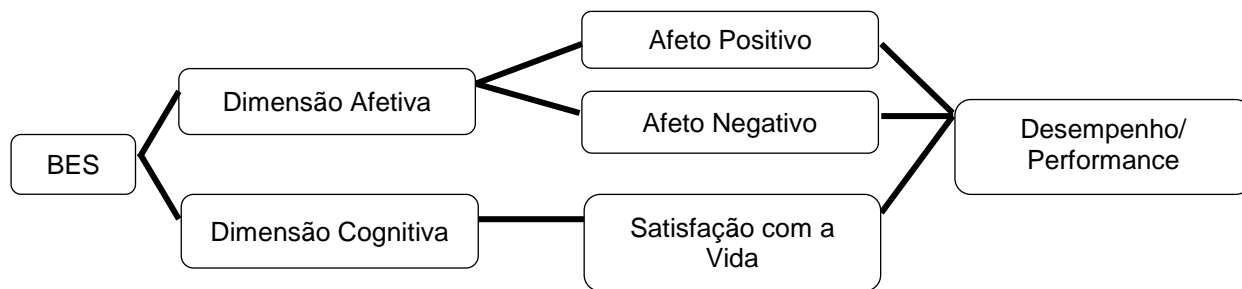 BES
Dimensão Afetiva
Dimensão Cognitiva
Afeto Positivo
Afeto Negativo
Satisfação com a
Vida
Desempenho/
Performance